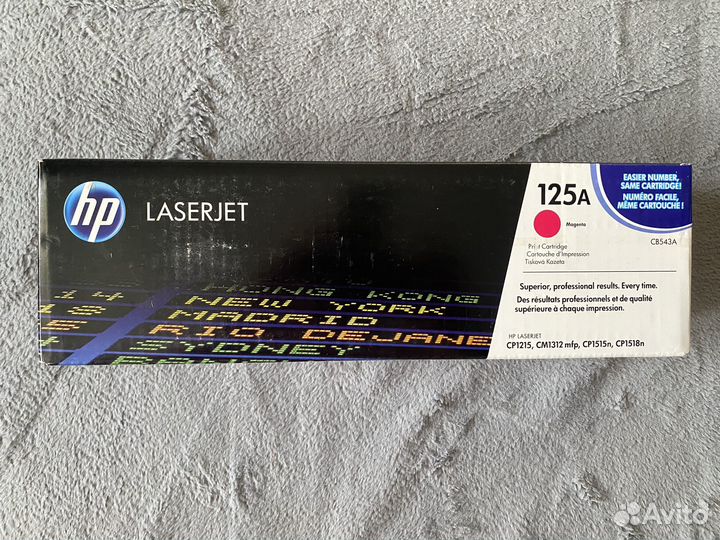 hp
LASERJET
14 HONG KONG
NEW YORK
15 MADRID
RIO DEJANE
SYDNEY
125A
Magenta
Print Cartridge
Cartouche d'Impression
Tisková Kazeta
EASIER NUMBER,
SAME CARTRIDGE!
NUMÉRO FACILE,
MÊME CARTOUCHE!
CB543A
Superior, professional results. Every time.
Des résultats professionnels et de qualité
supérieure à chaque impression.
HP LASERJET
CP1215, CM1312 mfp, CP1515n, CP1518n
Avito